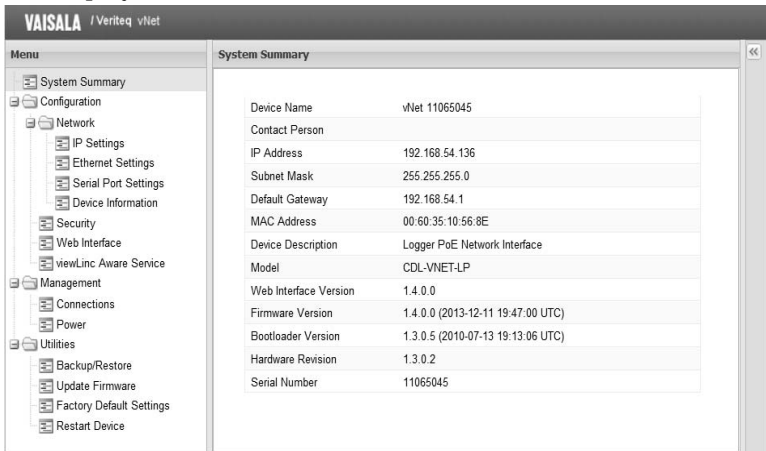 VAISALA / Veriteq vNet
Menu
System Summary
Configuration
Network
IP Settings
Ethernet Settings
Serial Port Settings
Device Information
Security
Web Interface
viewLinc Aware Service
Management
Connections
Power
Utilities
Backup/Restore
Update Firmware
Factory Default Settings
Restart Device
System Summary
Device Name vNet 11065045
Contact Person
IP Address 192.168.54.136
Subnet Mask 255.255.255.0
Default Gateway 192.168.54.1
MAC Address 00:60:35:10:56:8E
Device Description Logger PoE Network Interface
Model CDL-VNET-LP
Web Interface Version 1.4.0.0
Firmware Version 1.4.0.0 (2013-12-11 19:47:00 UTC)
Bootloader Version 1.3.0.5 (2010-07-13 19:13:06 UTC)
Hardware Revision 1.3.0.2
Serial Number 11065045